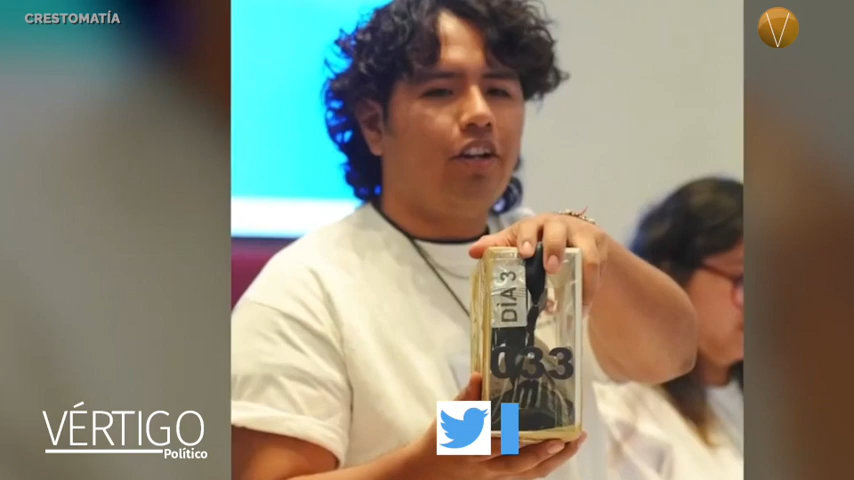 CRESTOMATÍA
V
DÍA 3
033
VÉRTIGO
Político